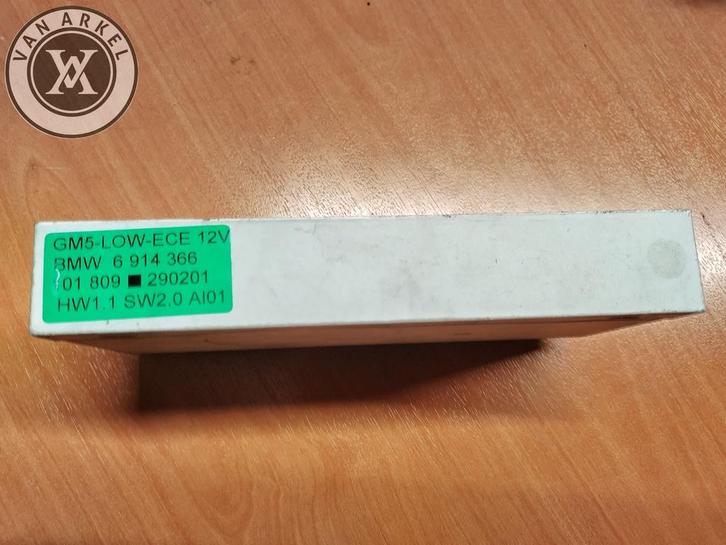 VAN ARKEL
GM5-LOW-ECE 12V
BMW 6 914 366
01 809 ■ 290201
HW1.1 SW2.0 AI01